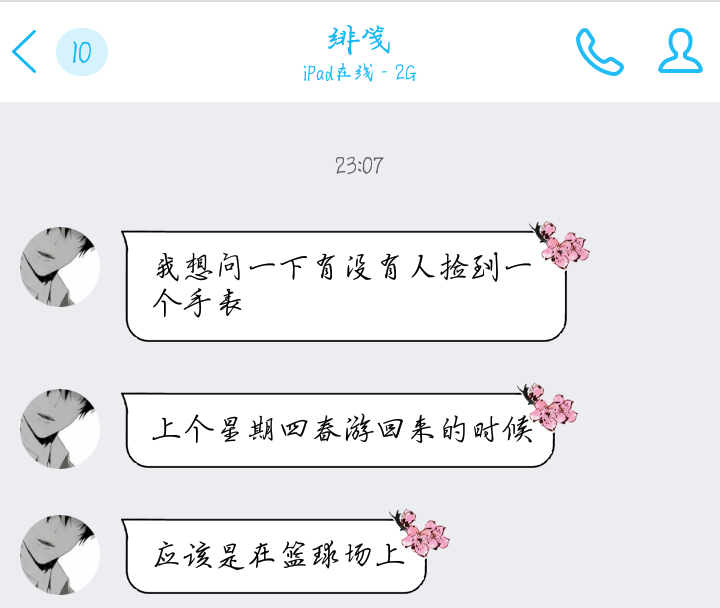 10
绯笺
iPad在线 - 2G
23:07
我想问一下有没有人捡到一
个手表
上个星期四春游回来的时候
应该是在篮球场上